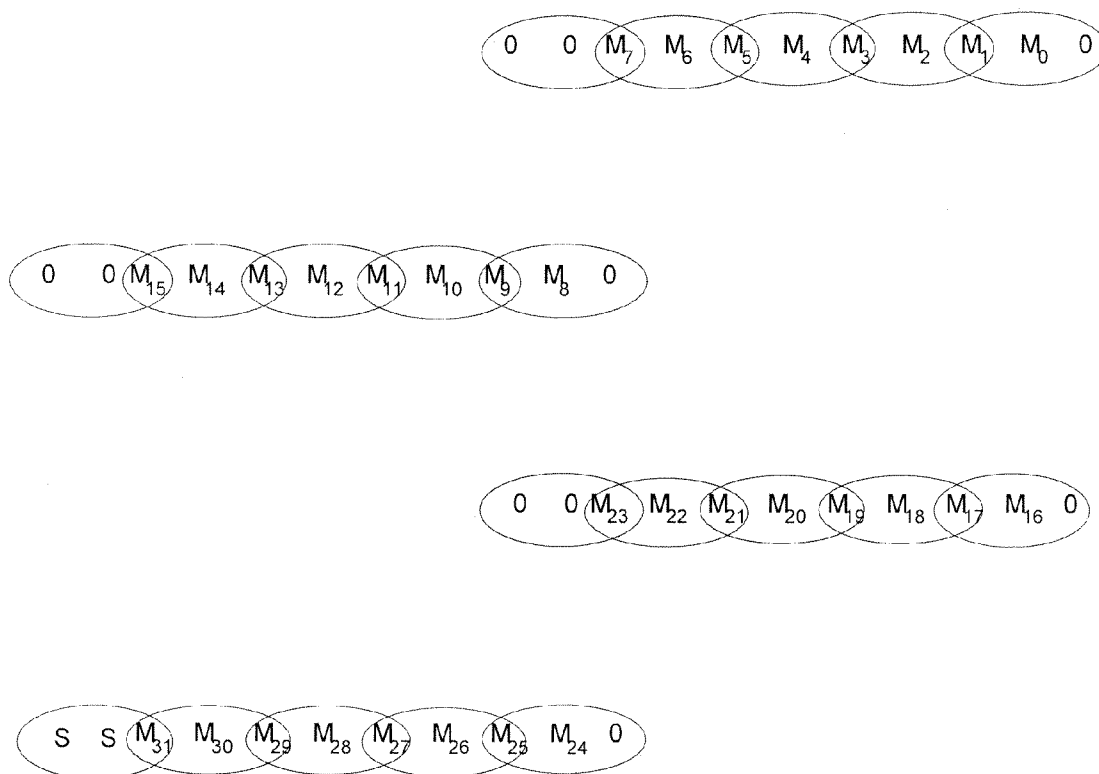 0 0 M₇ M₆ M₅ M₄ M₃ M₂ M₁ M₀ 0
0 0 M₁₅ M₁₄ M₁₃ M₁₂ M₁₁ M₁₀ M₉ M₈ 0
0 0 M₂₃ M₂₂ M₂₁ M₂₀ M₁₉ M₁₈ M₁₇ M₁₆ 0
S S M₃₁ M₃₀ M₂₉ M₂₈ M₂₇ M₂₆ M₂₅ M₂₄ 0